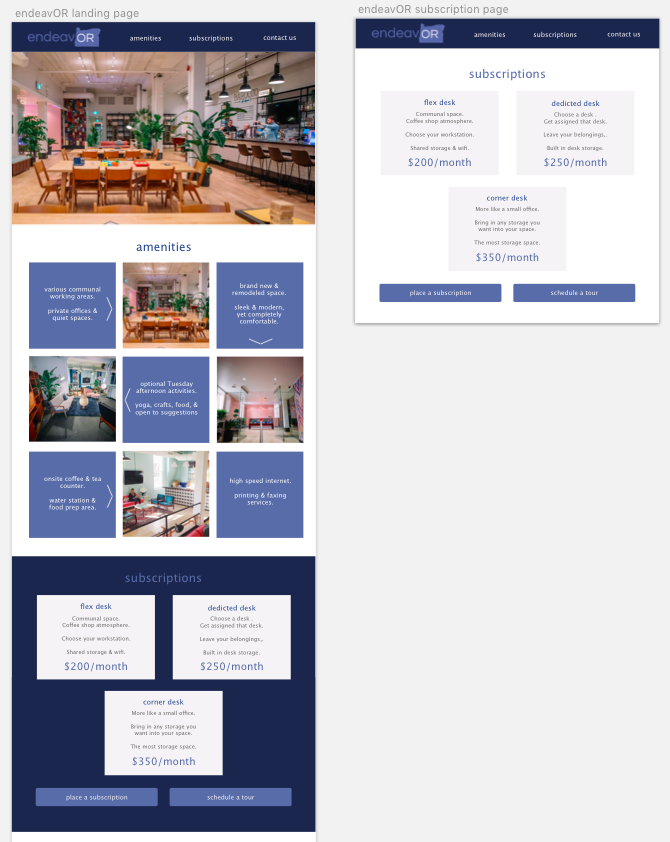 endeavOR landing page
endeavOR
amenities
subscriptions
contact us
amenities
various communal
working areas.
private offices &
quiet spaces.
brand new &
remodeled space.
sleek & modern,
yet completely
comfortable.
optional Tuesday
afternoon activities.
yoga, crafts, food, &
open to suggestions
onsite coffee & tea
counter.
water station &
food prep area.
high speed internet.
printing & faxing
services.
subscriptions
flex desk
Communal space.
Coffee shop atmosphere.
Choose your workstation.
Shared storage & wifi.
$200/month
dedicted desk
Choose a desk .
Get assigned that desk.
Leave your belongings,.
Built in desk storage.
$250/month
corner desk
More like a small office.
Bring in any storage you
want into your space.
The most storage space.
$350/month
place a subscription
schedule a tour
endeavOR subscription page
endeavOR
amenities
subscriptions
contact us
subscriptions
flex desk
Communal space.
Coffee shop atmosphere.
Choose your workstation.
Shared storage & wifi.
$200/month
dedicted desk
Choose a desk .
Get assigned that desk.
Leave your belongings,.
Built in desk storage.
$250/month
corner desk
More like a small office.
Bring in any storage you
want into your space.
The most storage space.
$350/month
place a subscription
schedule a tour